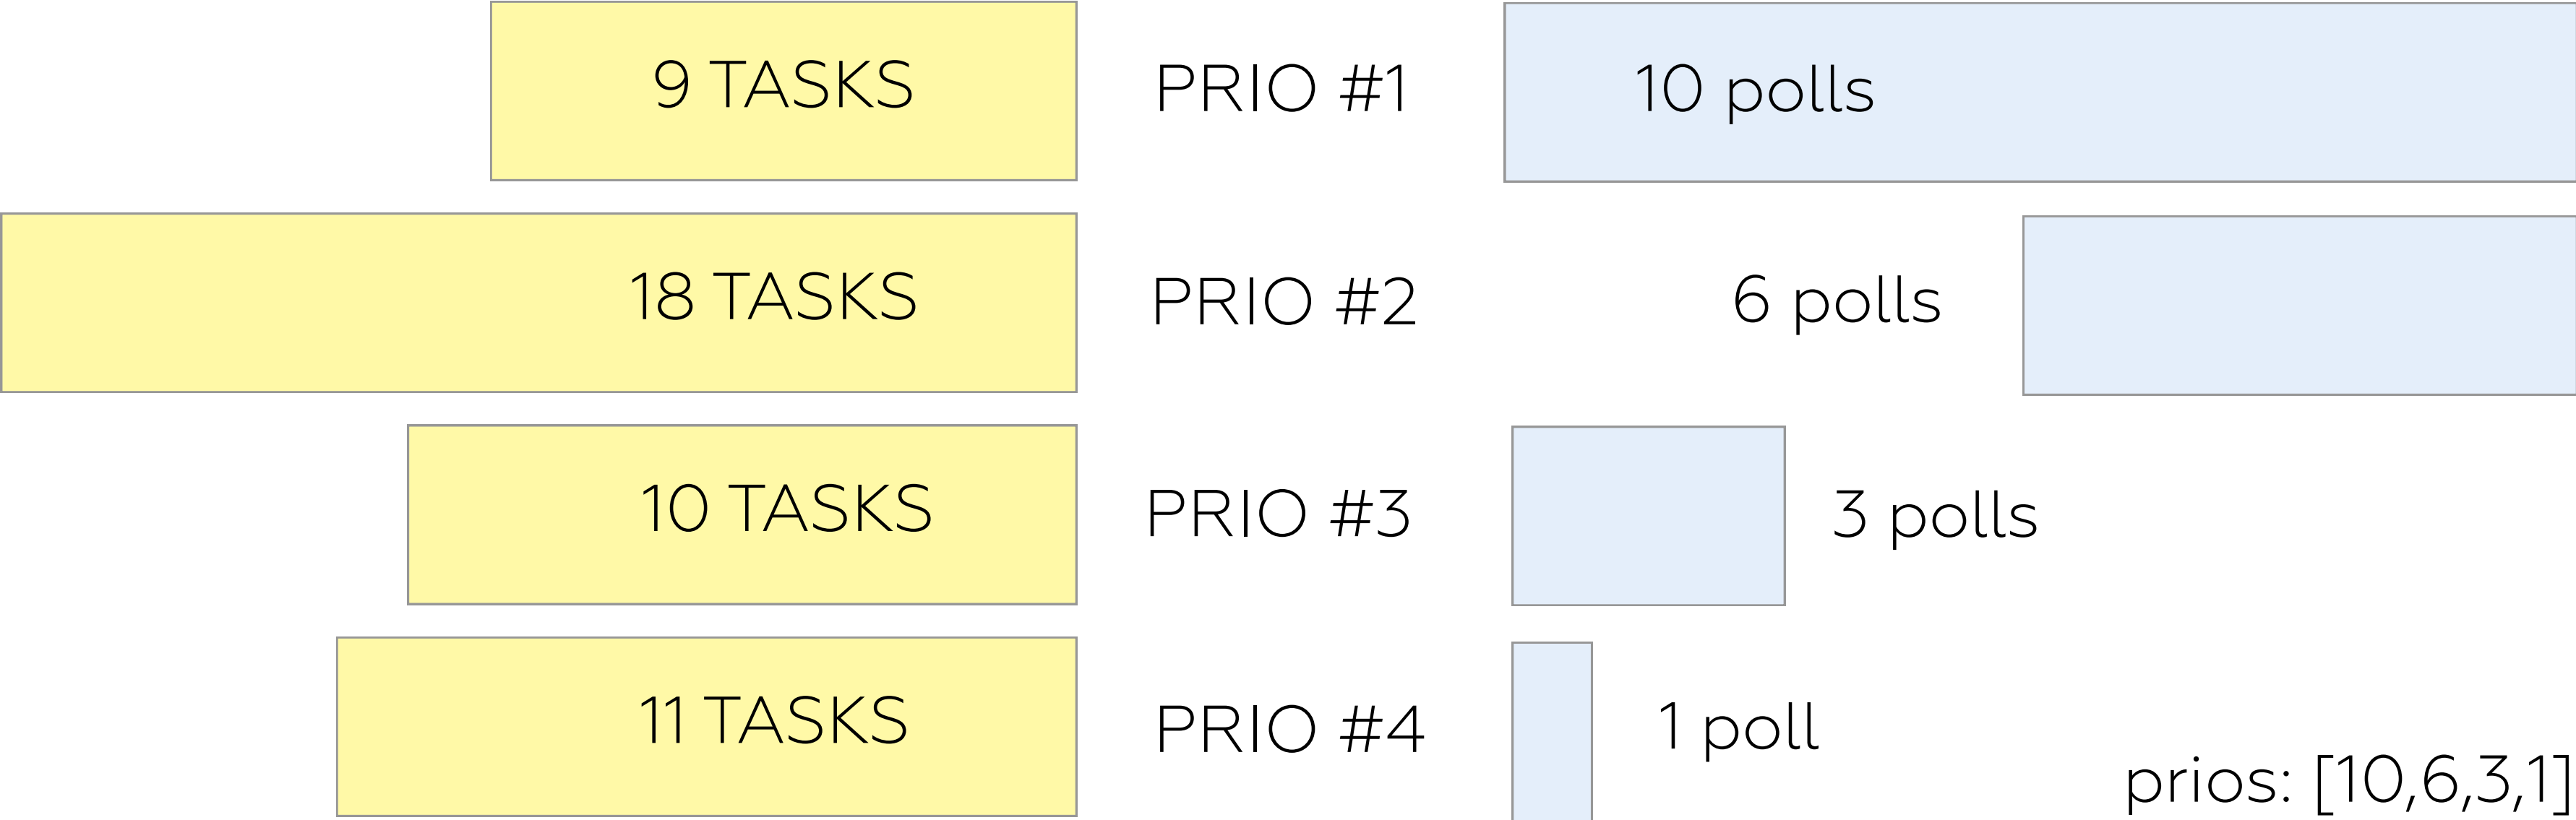 9 TASKS PRIO #1 10 polls
18 TASKS PRIO #2 6 polls
10 TASKS PRIO #3 3 polls
11 TASKS PRIO #4 1 poll
prios: [10,6,3,1]